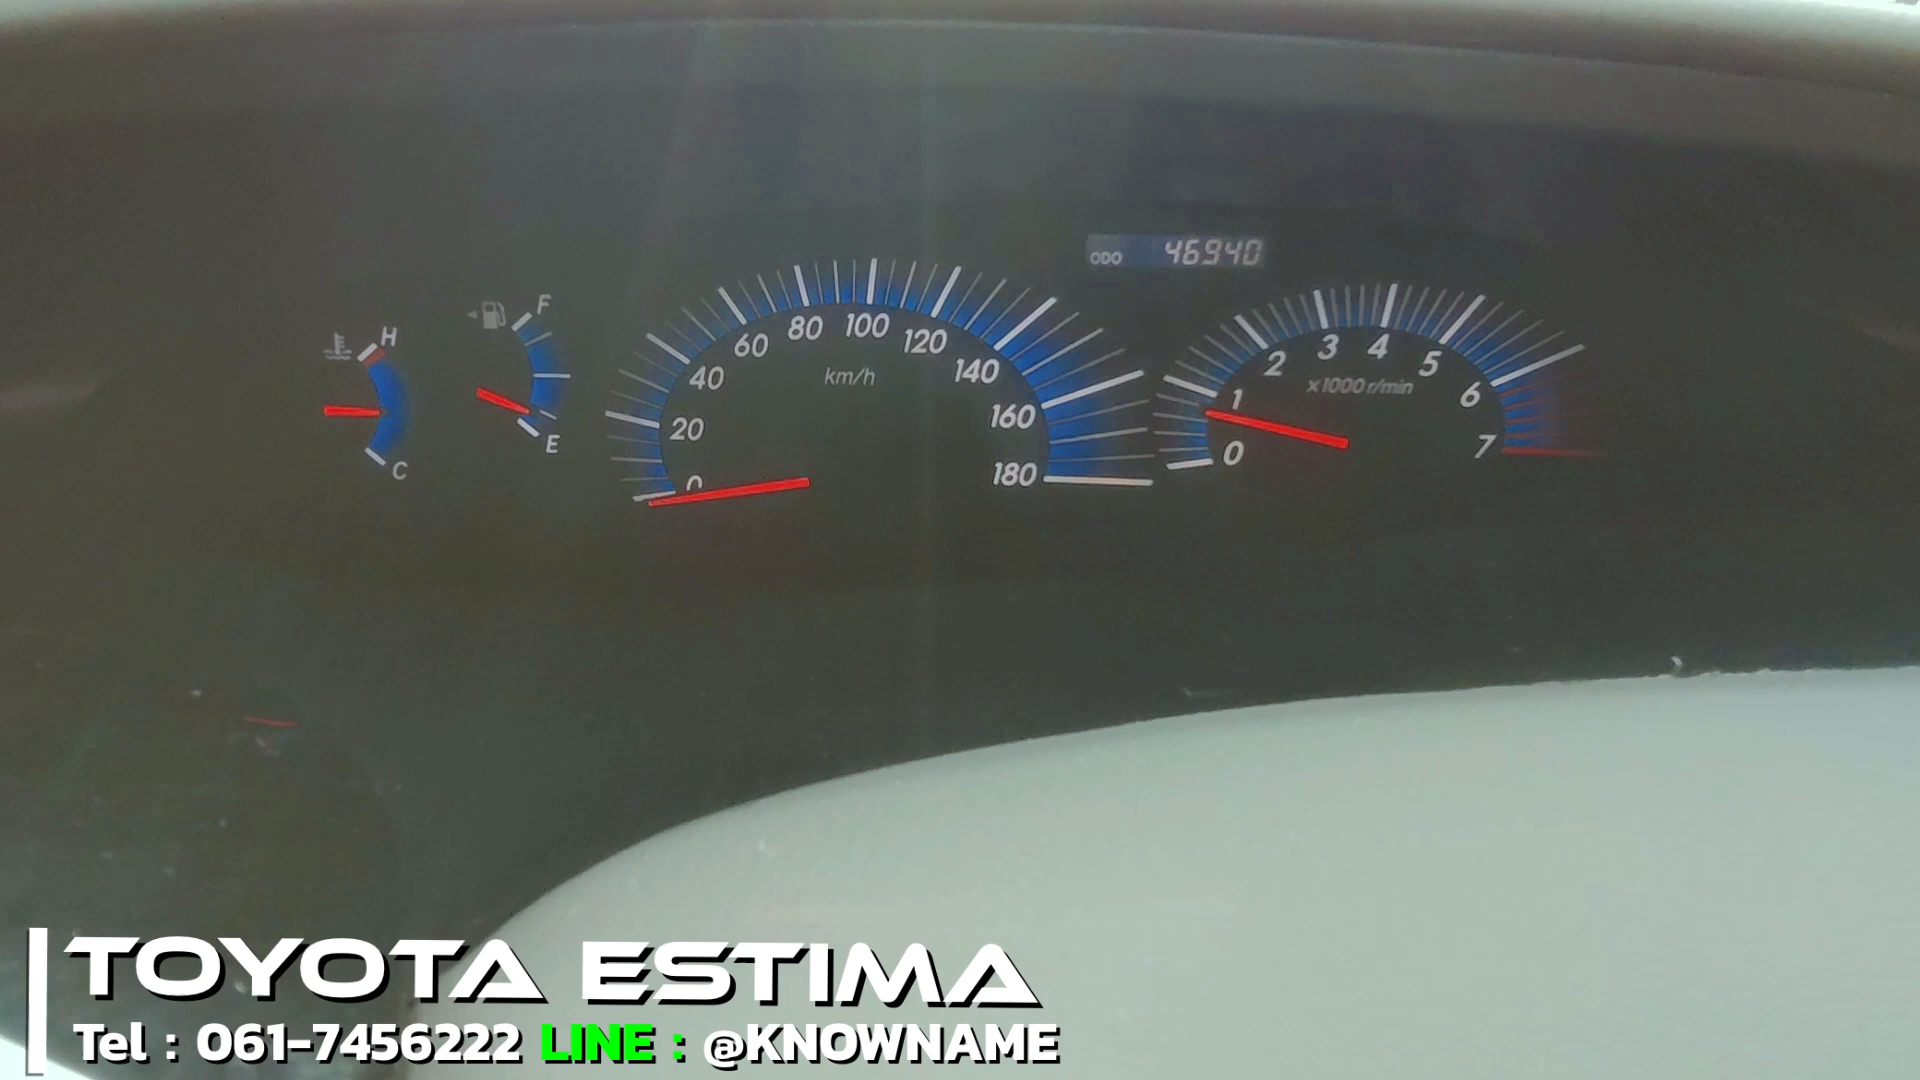 ODO 46940
H
C
F
E
0 20 40 60 80 100 120 140 160 180
km/h
0 1 2 3 4 5 6 7
x1000 r/min
TOYOTA ESTIMA
Tel : 061-7456222 LINE : @KNOWNAME